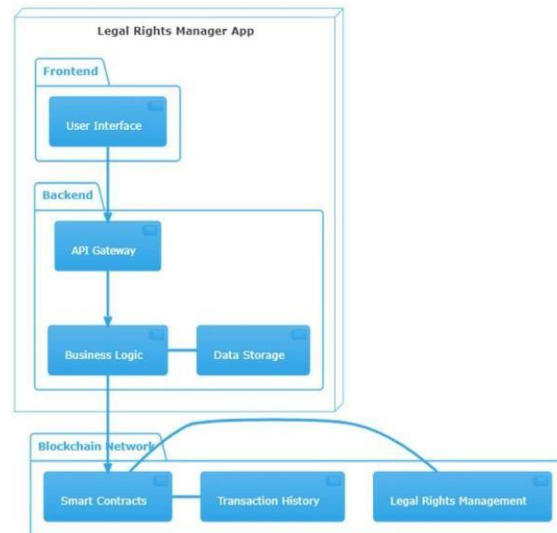 Legal Rights Manager App
Frontend
User Interface
Backend
API Gateway
Business Logic
Data Storage
Blockchain Network
Smart Contracts
Transaction History
Legal Rights Management